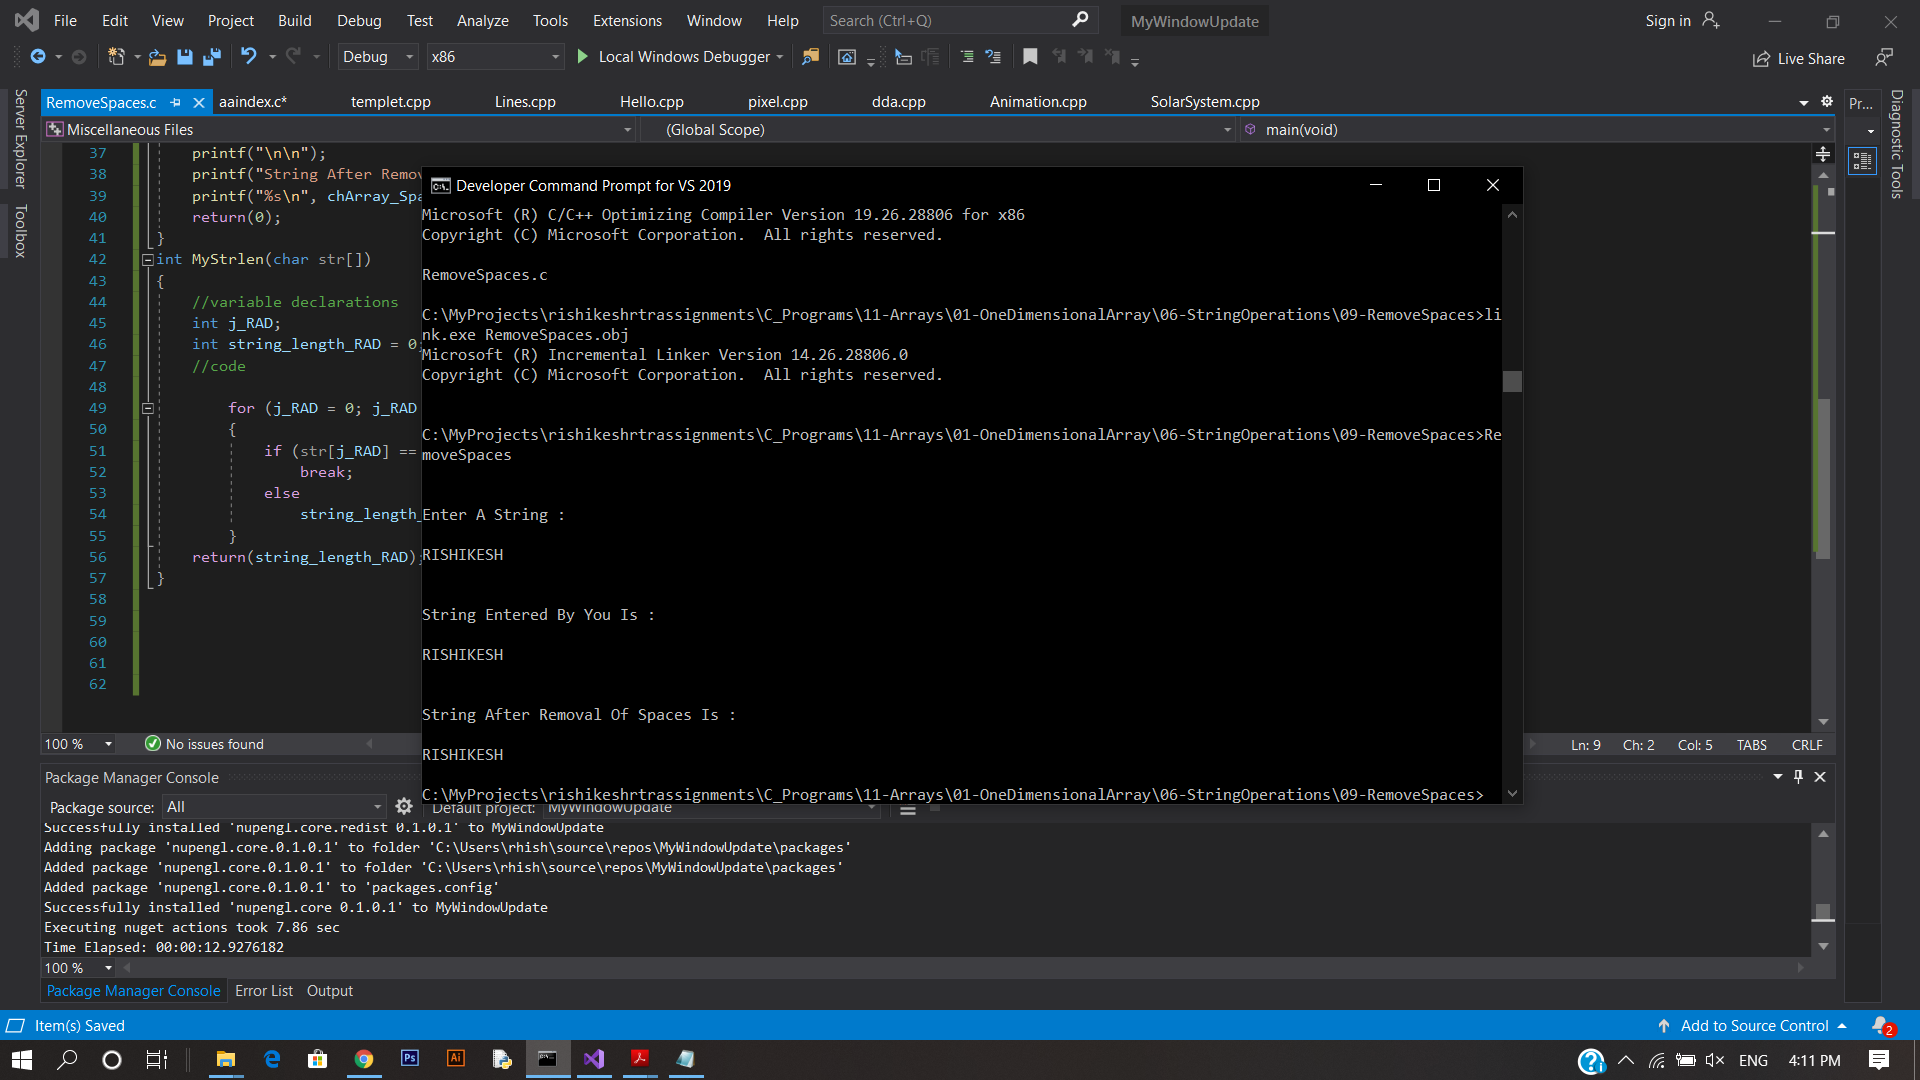 File Edit View Project Build Debug Test Analyze Tools Extensions Window Help Search (Ctrl+Q) MyWindowUpdate Sign in
Debug x86 Local Windows Debugger Live Share
Server Explorer
Toolbox
RemoveSpaces.c aaindex.c* templet.cpp Lines.cpp Hello.cpp pixel.cpp dda.cpp Animation.cpp SolarSystem.cpp Pr...
Diagnostic Tools
Miscellaneous Files (Global Scope) main(void)
37 printf("\n\n");
38 printf("String After Remov
39 printf("%s\n", chArray_Spa
40 return(0);
41 }
42 int MyStrlen(char str[])
43 {
44 //variable declarations
45 int j_RAD;
46 int string_length_RAD = 0;
47 //code
48
49 for (j_RAD = 0; j_RAD
50 {
51 if (str[j_RAD] ==
52 break;
53 else
54 string_length_
55 }
56 return(string_length_RAD);
57 }
58
59
60
61
62
Developer Command Prompt for VS 2019
Microsoft (R) C/C++ Optimizing Compiler Version 19.26.28806 for x86
Copyright (C) Microsoft Corporation.  All rights reserved.
RemoveSpaces.c
C:\MyProjects\rishikeshrtrassignments\C_Programs\11-Arrays\01-OneDimensionalArray\06-StringOperations\09-RemoveSpaces>li
nk.exe RemoveSpaces.obj
Microsoft (R) Incremental Linker Version 14.26.28806.0
Copyright (C) Microsoft Corporation.  All rights reserved.
C:\MyProjects\rishikeshrtrassignments\C_Programs\11-Arrays\01-OneDimensionalArray\06-StringOperations\09-RemoveSpaces>Re
moveSpaces
Enter A String :
RISHIKESH
String Entered By You Is :
RISHIKESH
String After Removal Of Spaces Is :
RISHIKESH
C:\MyProjects\rishikeshrtrassignments\C_Programs\11-Arrays\01-OneDimensionalArray\06-StringOperations\09-RemoveSpaces>
100 % No issues found Ln: 9 Ch: 2 Col: 5 TABS CRLF
Package Manager Console
Package source: All Default project: MyWindowUpdate
Successfully installed 'nupengl.core.redist 0.1.0.1' to MyWindowUpdate
Adding package 'nupengl.core.0.1.0.1' to folder 'C:\Users\rhish\source\repos\MyWindowUpdate\packages'
Added package 'nupengl.core.0.1.0.1' to folder 'C:\Users\rhish\source\repos\MyWindowUpdate\packages'
Added package 'nupengl.core.0.1.0.1' to 'packages.config'
Successfully installed 'nupengl.core 0.1.0.1' to MyWindowUpdate
Executing nuget actions took 7.86 sec
Time Elapsed: 00:00:12.9276182
100 %
Package Manager Console Error List Output
Item(s) Saved Add to Source Control 2
Ps Ai ENG 4:11 PM